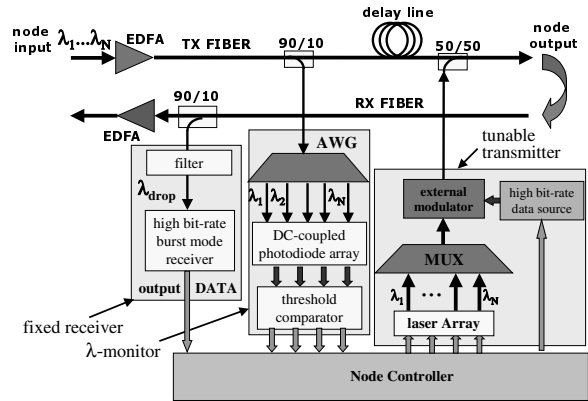 node
input
λ1...λN
EDFA
TX FIBER
90/10
delay
line
50/50
node
output
EDFA
90/10
RX FIBER
filter
λdrop
high bit-rate
burst mode
receiver
output DATA
fixed receiver
AWG
λ1 λ2 λN
DC-coupled
photodiode array
threshold
comparator
λ-monitor
tunable
transmitter
external
modulator
high bit-rate
data source
MUX
λ1 ... λN
laser Array
Node Controller